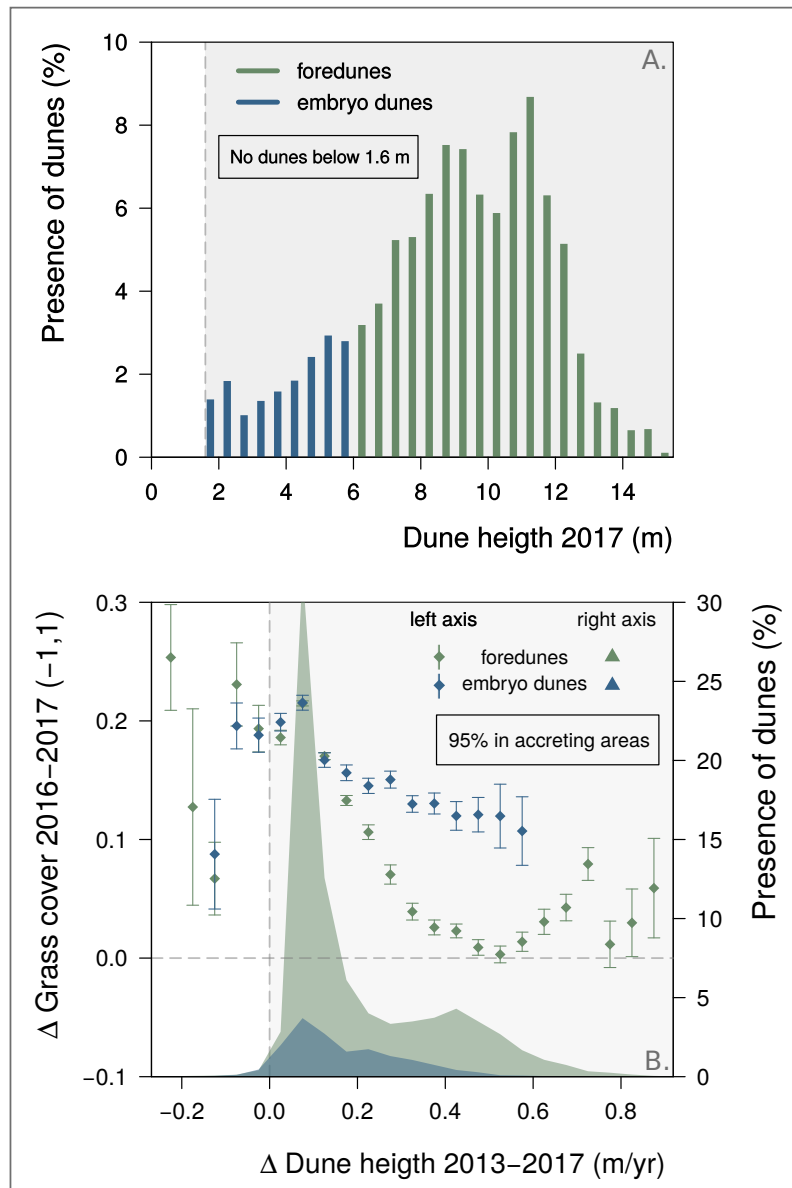 A.
foredunes
embryo dunes
No dunes below 1.6 m
Presence of dunes (%)
10
8
6
4
2
0
0 2 4 6 8 10 12 14
Dune heigth 2017 (m)
Δ Grass cover 2016−2017 (−1,1)
0.3
0.2
0.1
0.0
−0.1
left axis right axis
foredunes
embryo dunes
95% in accreting areas
B.
30
25
20
15
10
5
0
Presence of dunes (%)
−0.2 0.0 0.2 0.4 0.6 0.8
Δ Dune heigth 2013−2017 (m/yr)